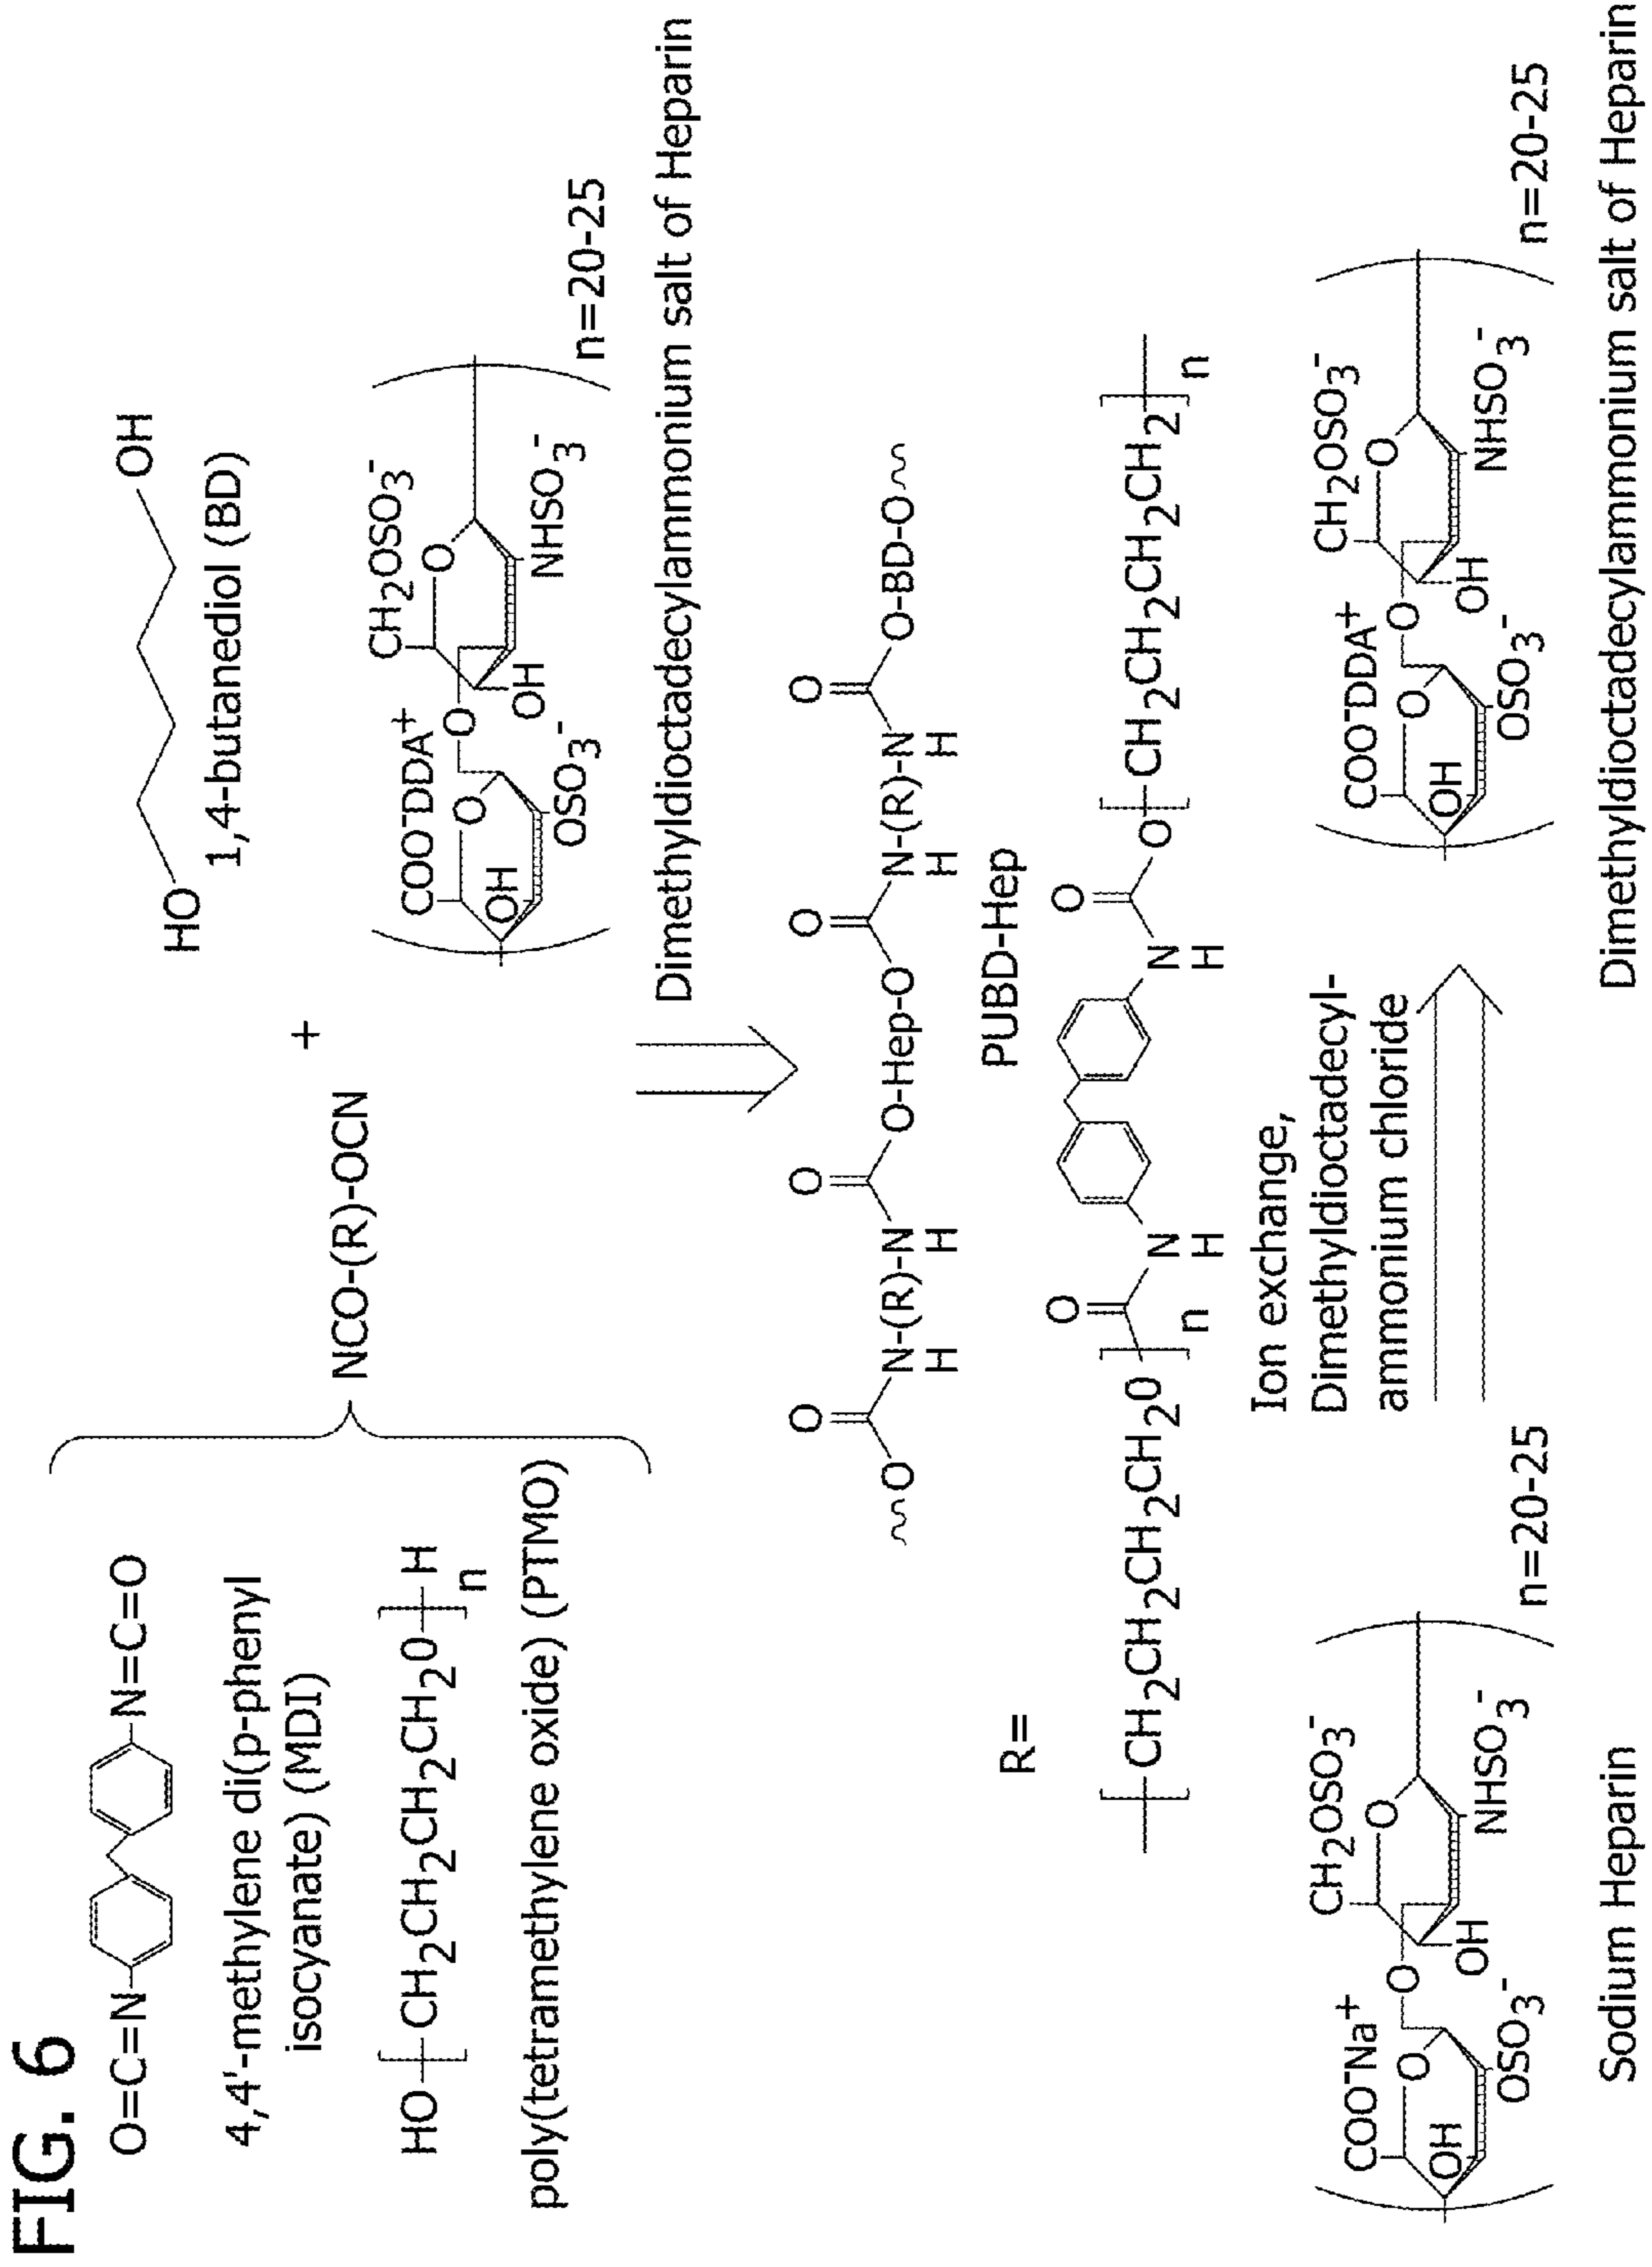 FIG. 6
O=C=N
N=C=O
4,4'-methylene di(p-phenyl
isocyanate) (MDI)
HO [CH2CH2CH2CH2O] H
n
poly(tetramethylene oxide) (PTMO)
NCO-(R)-OCN
+
HO OH
1,4-butanediol (BD)
COO-DDA+
CH2OSO3-
O O O
OH OH
OSO3-
NHSO3-
n=20-25
Dimethyldioctadecylammonium salt of Heparin
O O O O
O N-(R)-N O-Hep-O N-(R)-N O-BD-O
H H H H
PUBD-Hep
R=
O O
[CH2CH2CH2CH2O]n N N O [CH2CH2CH2CH2]n
H H
COO-Na+
CH2OSO3-
O O O
OH OH
OSO3-
NHSO3-
n=20-25
Sodium Heparin
Ion exchange,
Dimethyldioctadecyl-
ammonium chloride
COO-DDA+
CH2OSO3-
O O O
OH OH
OSO3-
NHSO3-
n=20-25
Dimethyldioctadecylammonium salt of Heparin